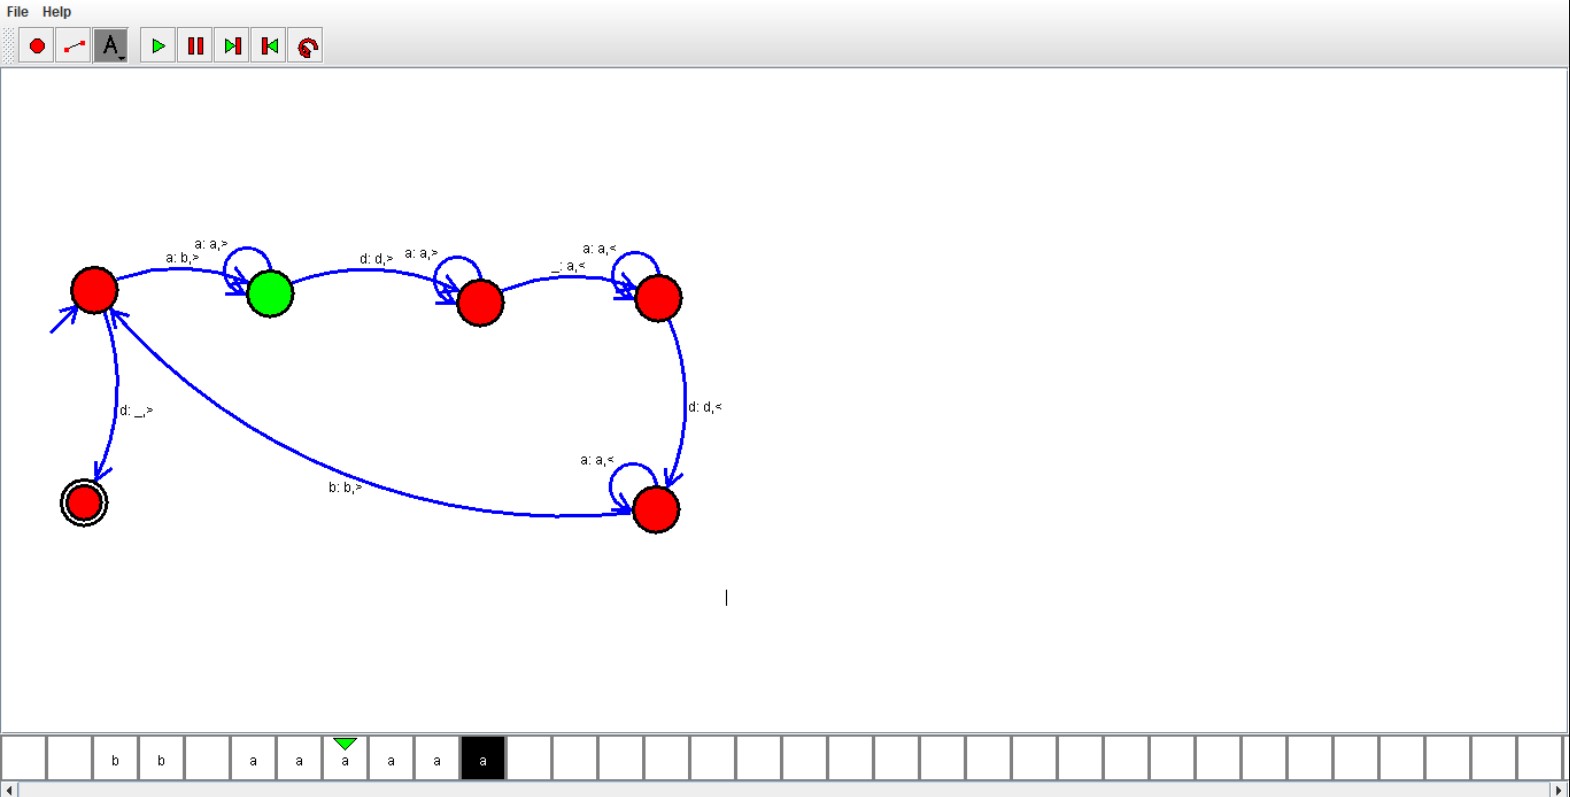 File Help
A
a: a,>
a: b,>
d: d,>
a: a,>
_: a,<
a: a,<
d: _,>
d: d,<
a: a,<
b: b,>
b b a a a a a a